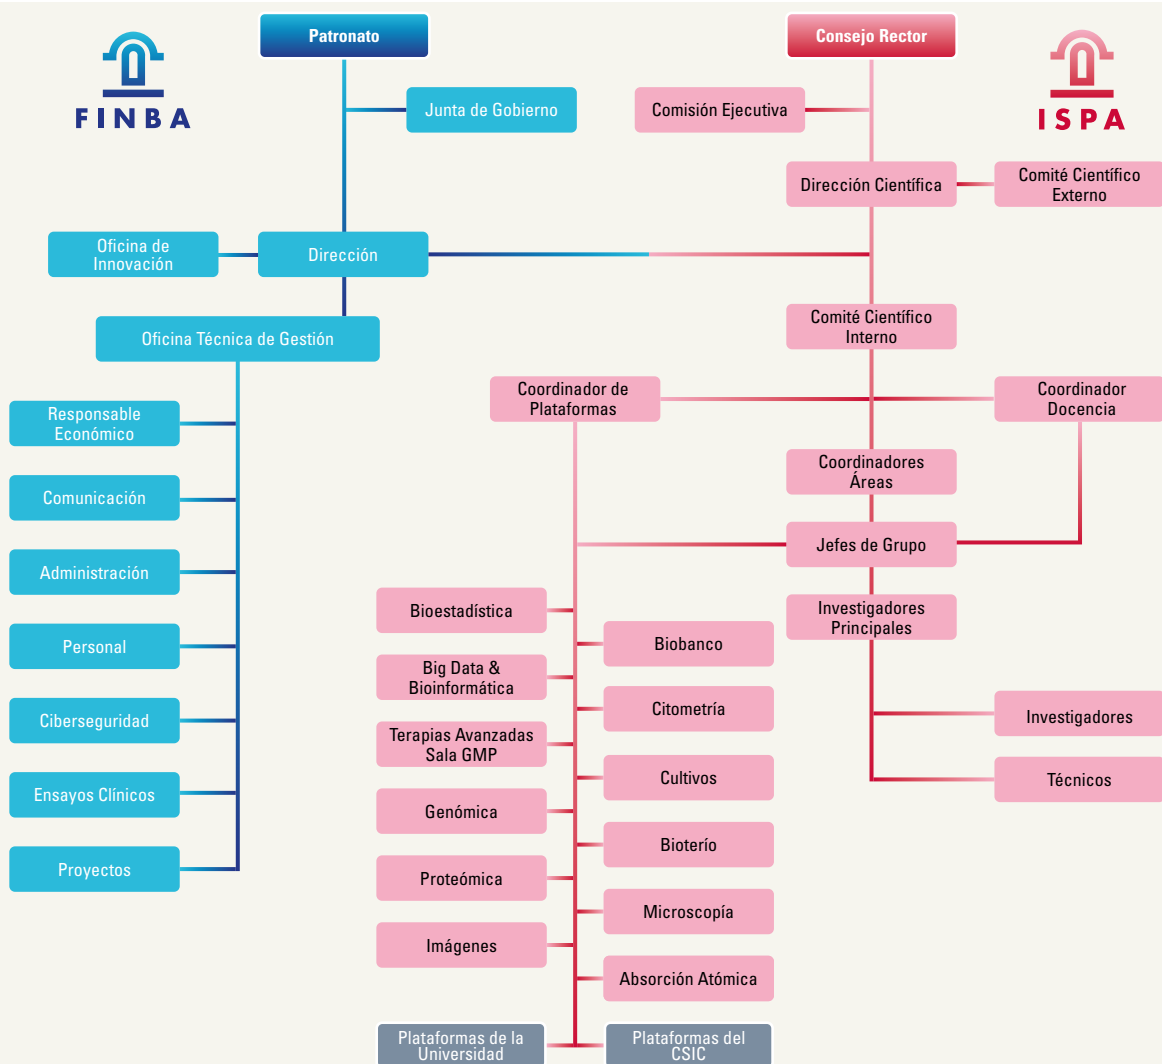 Patronato
Consejo Rector
FINBA
ISPA
Junta de Gobierno
Comisión Ejecutiva
Dirección Científica
Comité Científico
Externo
Oficina de
Innovación
Dirección
Comité Científico
Interno
Oficina Técnica de Gestión
Coordinador de
Plataformas
Coordinador
Docencia
Responsable
Económico
Coordinadores
Áreas
Comunicación
Jefes de Grupo
Administración
Bioestadística
Investigadores
Principales
Personal
Biobanco
Big Data &
Bioinformática
Citometría
Investigadores
Ciberseguridad
Terapias Avanzadas
Sala GMP
Cultivos
Técnicos
Ensayos Clínicos
Genómica
Bioterío
Proyectos
Proteómica
Microscopía
Imágenes
Absorción Atómica
Plataformas de la
Universidad
Plataformas del
CSIC